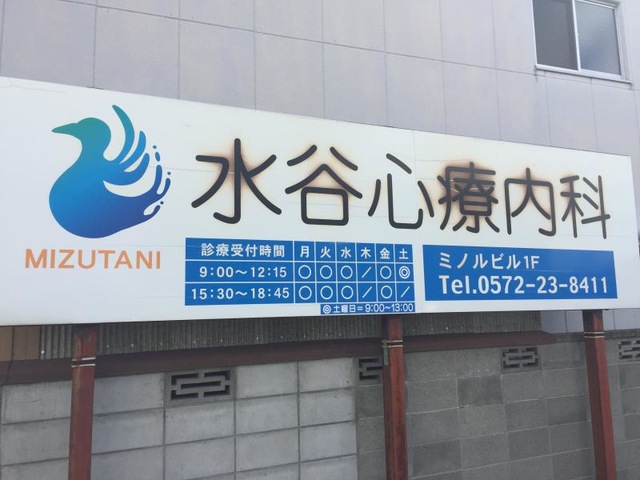 水谷心療内科
MIZUTANI
診療受付時間 月 火 水 木 金 土
9:00〜12:15 ○ ○ ○ / ○ ◎
15:30〜18:45 ○ ○ ○ / ○ /
◎土曜日=9:00〜13:00
ミノルビル1F
Tel.0572-23-8411